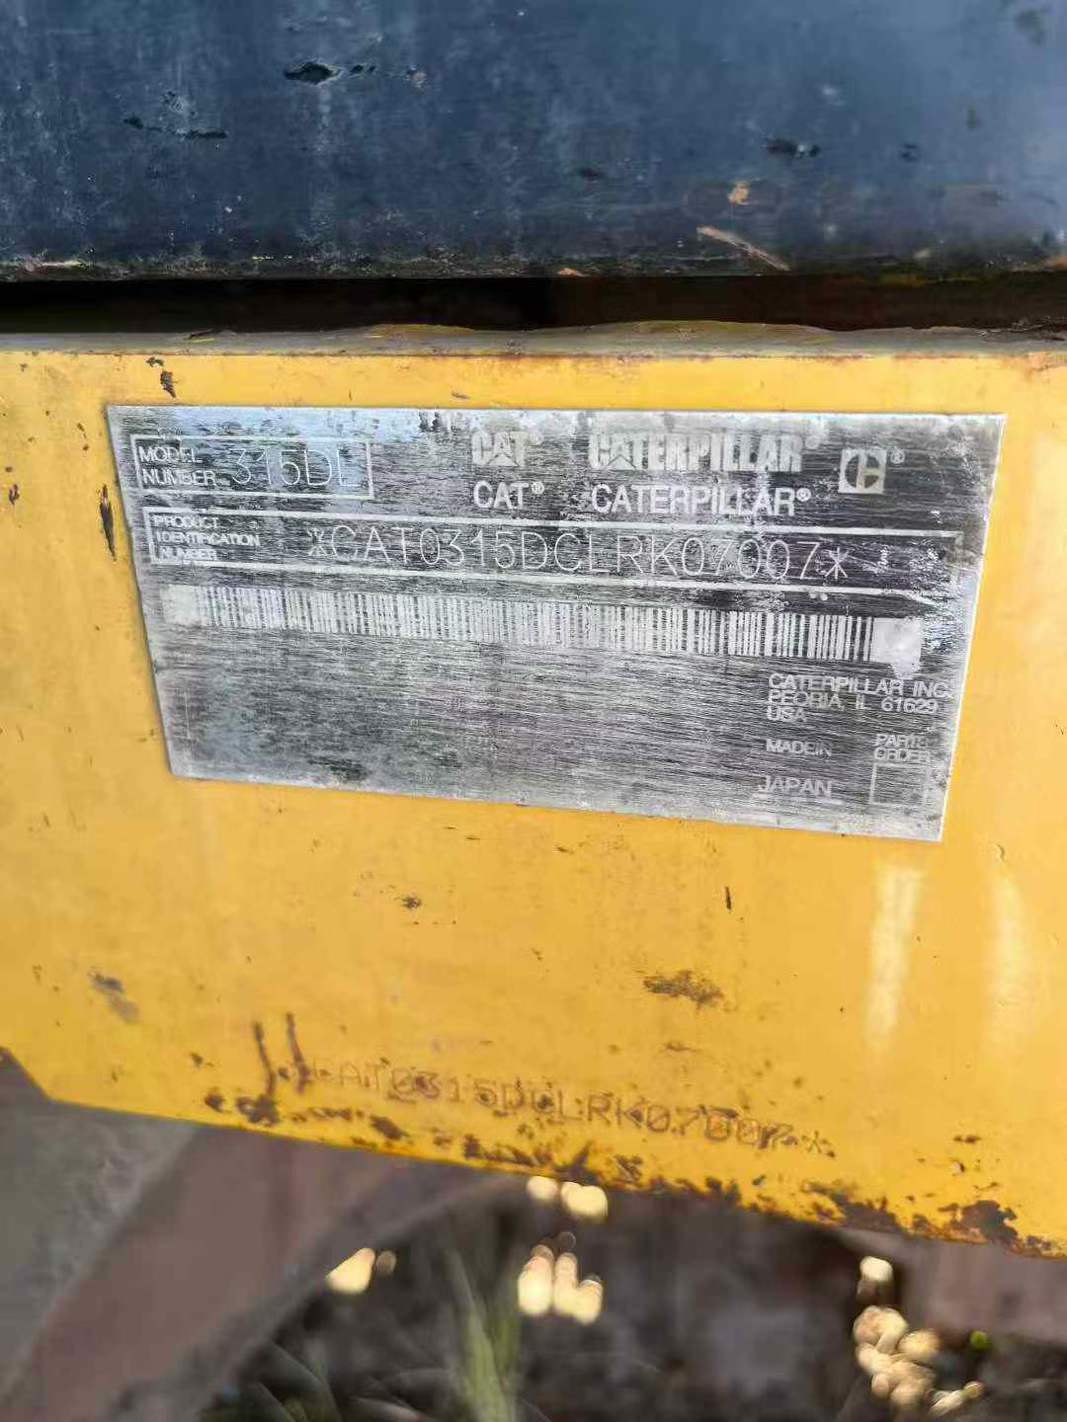 MODEL
NUMBER 315DL
CAT® CATERPILLAR® ®
CAT® CATERPILLAR®
PRODUCT
IDENTIFICATION
NUMBER
*CAT0315DCLRK07007*
CATERPILLAR INC.
PEORIA, IL 61629
USA
MADE IN
JAPAN
PARTS
ORDER
CAT0315DCLRK07007*